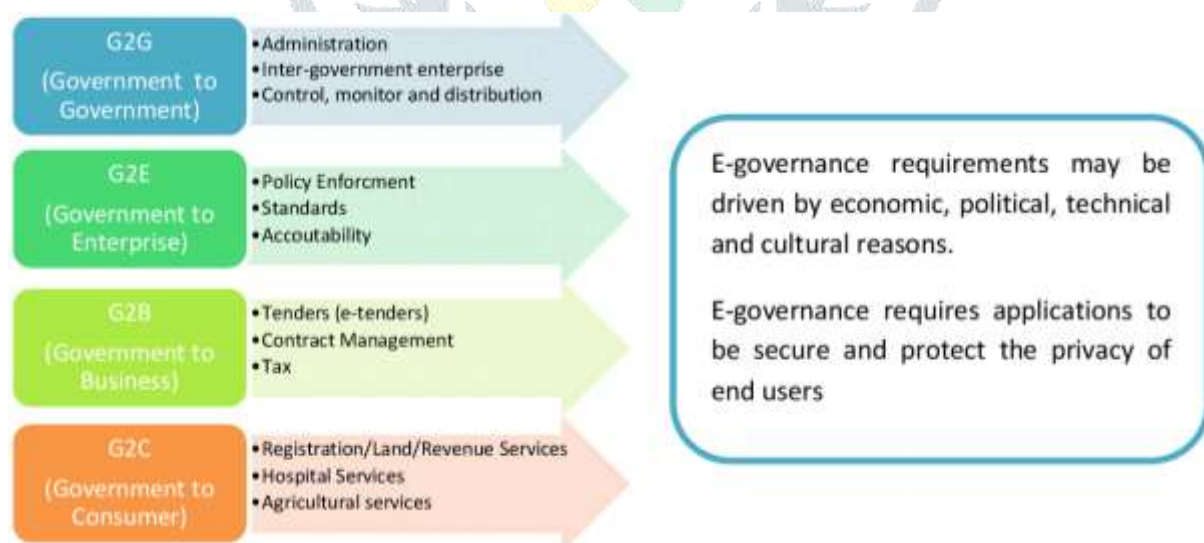 G2G
(Government to
Government)
•Administration
•Inter-government enterprise
•Control, monitor and distribution
G2E
(Government to
Enterprise)
•Policy Enforcment
•Standards
•Accoutability
G2B
(Government to
Business)
•Tenders (e-tenders)
•Contract Management
•Tax
G2C
(Government to
Consumer)
•Registration/Land/Revenue Services
•Hospital Services
•Agricultural services
E-governance requirements may be
driven by economic, political, technical
and cultural reasons.
E-governance requires applications to
be secure and protect the privacy of
end users